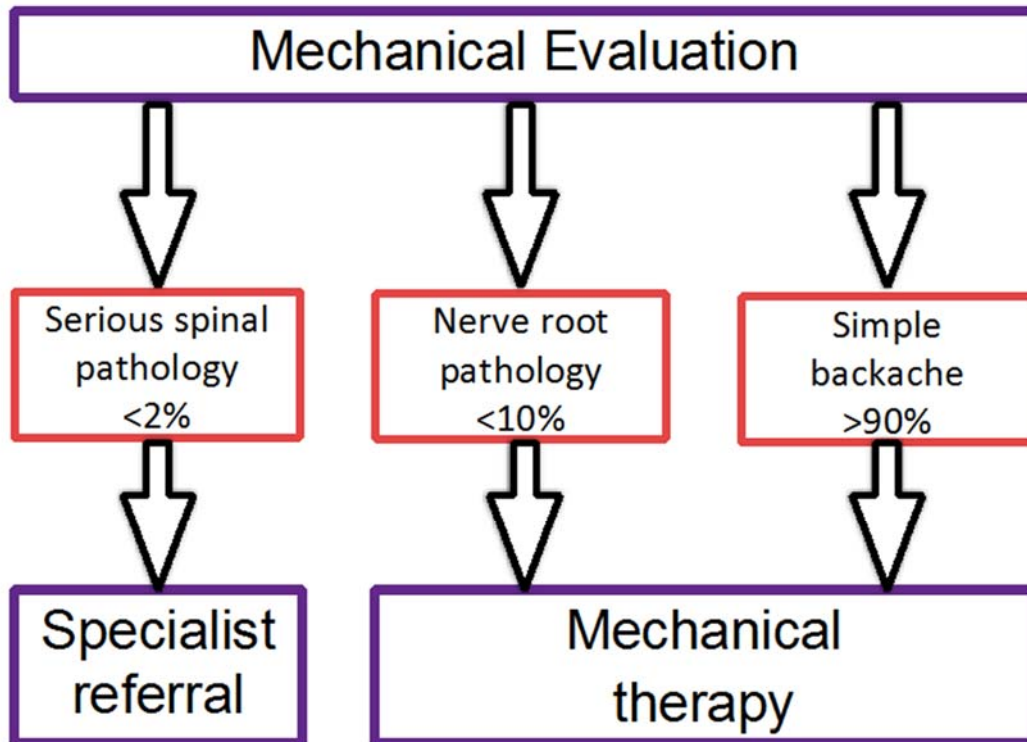 Mechanical Evaluation
Serious spinal
pathology
<2%
Nerve root
pathology
<10%
Simple
backache
>90%
Specialist
referral
Mechanical
therapy